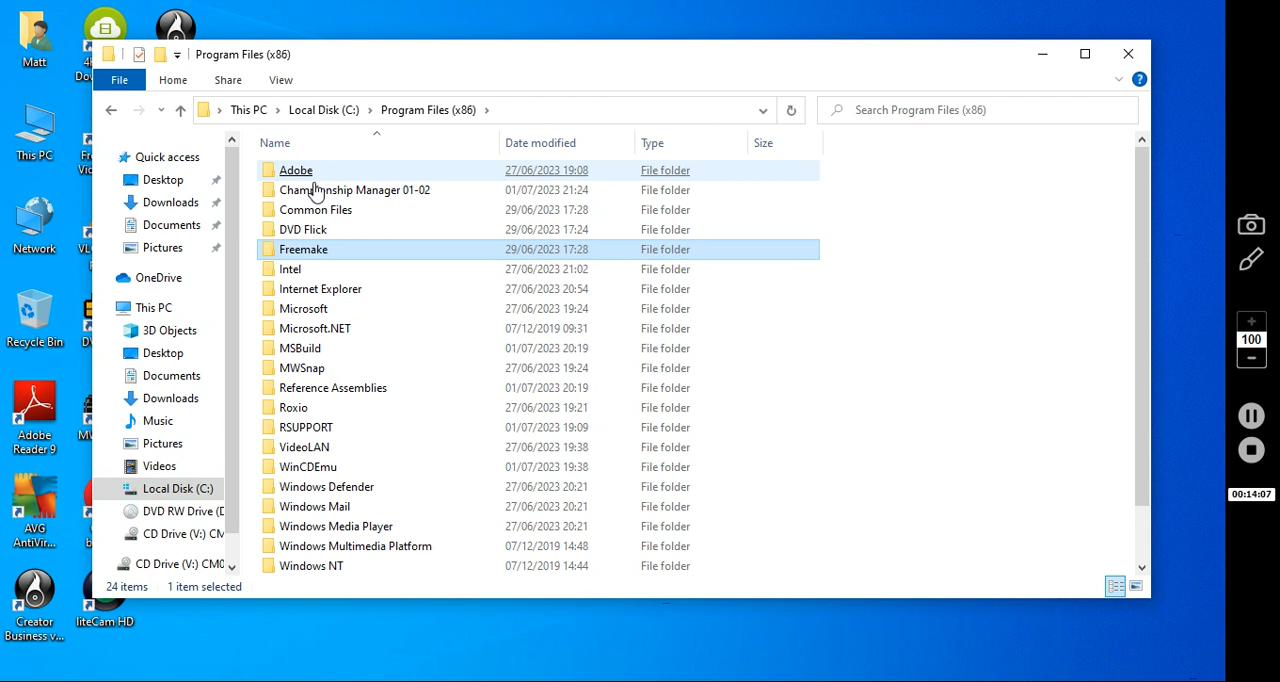 Program Files (x86)
File
Home
Share
View
This PC
Local Disk (C:)
Program Files (x86)
Search Program Files (x86)
Name
Date modified
Type
Size
Adobe 27/06/2023 19:08 File folder
Championship Manager 01-02 01/07/2023 21:24 File folder
Common Files 29/06/2023 17:28 File folder
DVD Flick 29/06/2023 17:24 File folder
Freemake 29/06/2023 17:28 File folder
Intel 27/06/2023 21:02 File folder
Internet Explorer 27/06/2023 20:54 File folder
Microsoft 27/06/2023 19:24 File folder
Microsoft.NET 07/12/2019 09:31 File folder
MSBuild 01/07/2023 20:19 File folder
MWSnap 27/06/2023 19:24 File folder
Reference Assemblies 01/07/2023 20:19 File folder
Roxio 27/06/2023 19:21 File folder
RSUPPORT 01/07/2023 19:09 File folder
VideoLAN 27/06/2023 19:38 File folder
WinCDEmu 01/07/2023 19:38 File folder
Windows Defender 27/06/2023 20:21 File folder
Windows Mail 27/06/2023 20:21 File folder
Windows Media Player 27/06/2023 20:21 File folder
Windows Multimedia Platform 07/12/2019 14:48 File folder
Windows NT 07/12/2019 14:44 File folder
Quick access
Desktop
Downloads
Documents
Pictures
OneDrive
This PC
3D Objects
Desktop
Documents
Downloads
Music
Pictures
Videos
Local Disk (C:)
DVD RW Drive (D
CD Drive (V:) CM
CD Drive (V:) CM0
24 items
1 item selected
Matt
This PC
Network
Recycle Bin
Adobe
Reader 9
AVG
AntiVir...
Creator
Business v...
liteCam HD
100
00:14:07